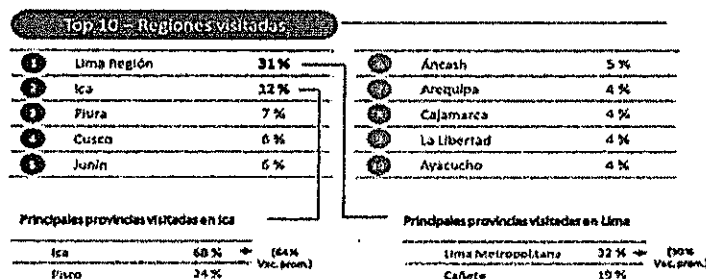 Top 10 – Regiones visitadas
1 Lima Región 31 %
2 Ica 12 %
3 Piura 7 %
4 Cusco 6 %
5 Junín 6 %
Áncash 5 %
Arequipa 4 %
Cajamarca 4 %
La Libertad 4 %
Ayacucho 4 %
Principales provincias visitadas en Ica
Ica 68 % (64% Vac.prom.)
Pisco 24 %
Principales provincias visitadas en Lima
Lima Metropolitana 32 % Vac.prom.)
Cañete 19 %